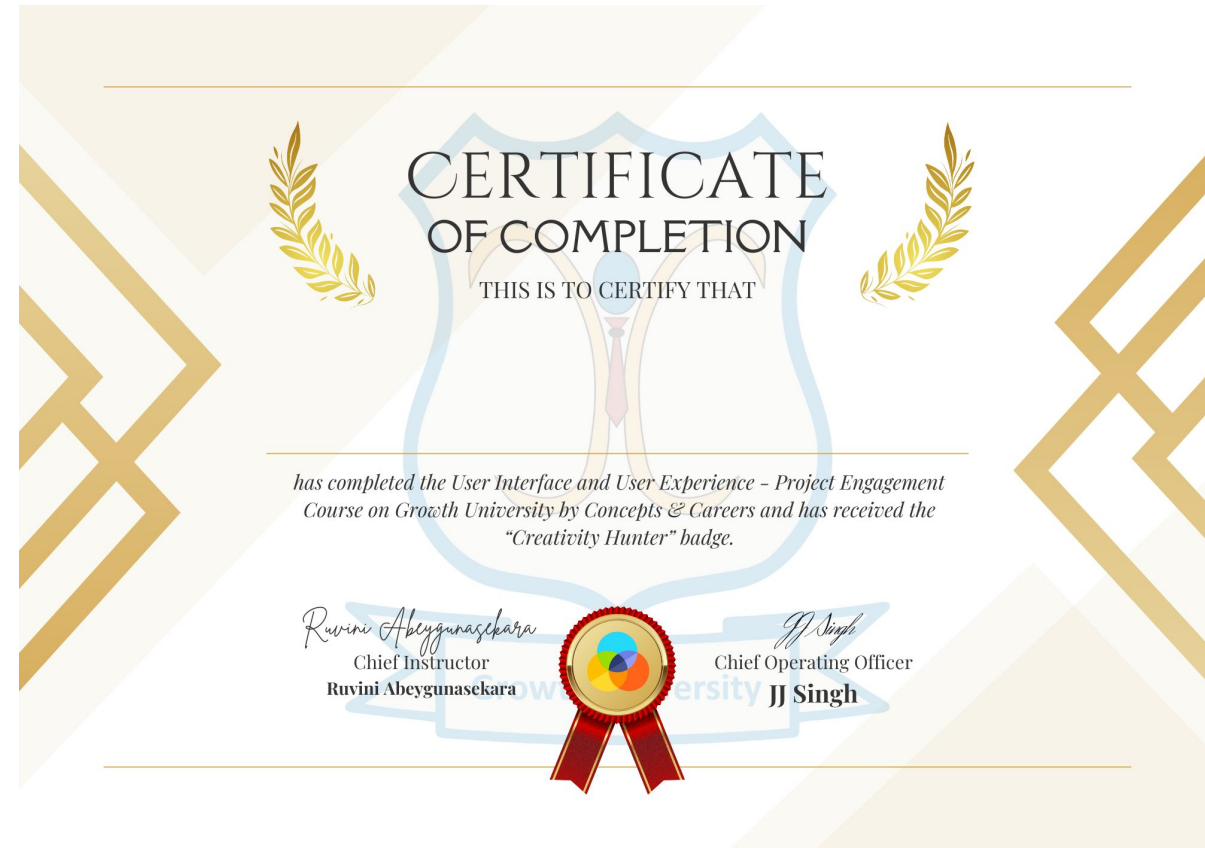 CERTIFICATE
OF COMPLETION
THIS IS TO CERTIFY THAT
has completed the User Interface and User Experience - Project Engagement
Course on Growth University by Concepts & Careers and has received the
“Creativity Hunter” badge.
Ruvini Abeygunasekara
Chief Instructor
Ruvini Abeygunasekara
JJ Singh
Chief Operating Officer
JJ Singh
Grow ersity